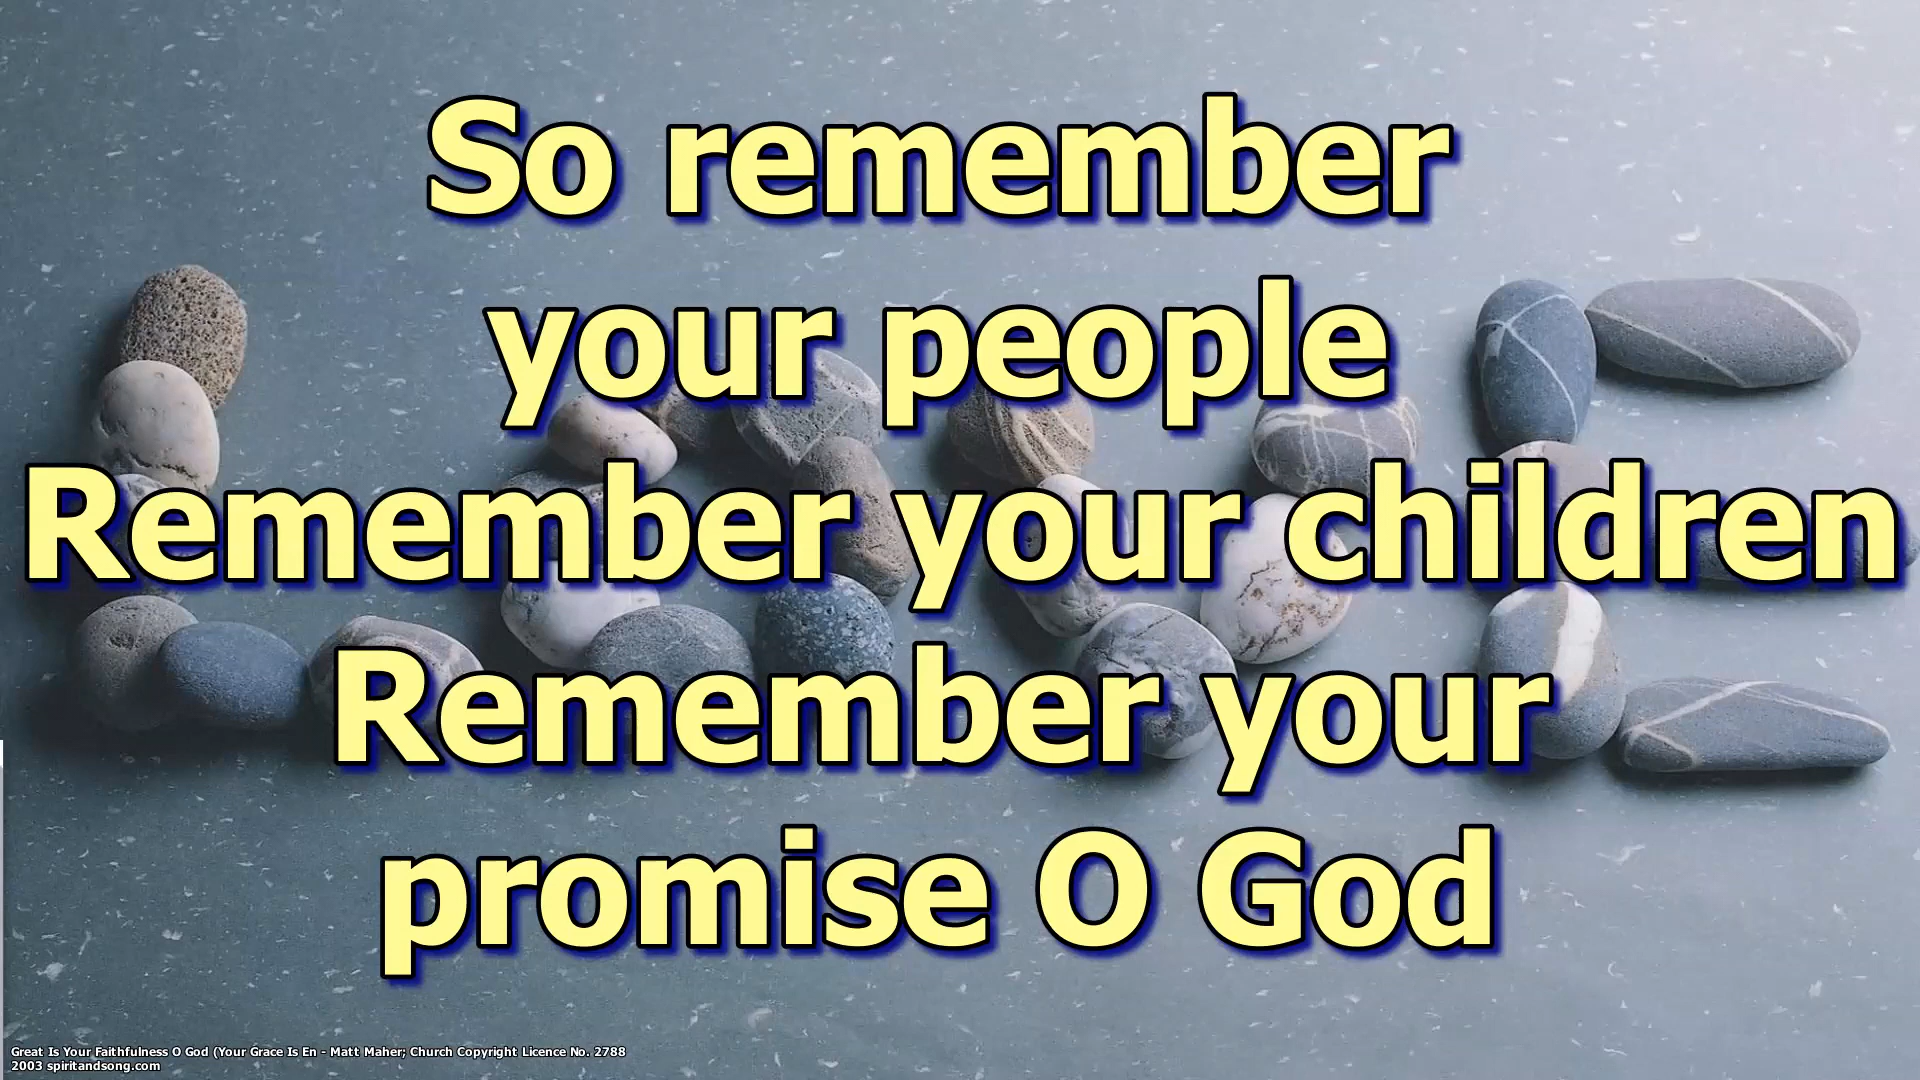 So remember
your people
Remember your children
Remember your
promise O God
Great Is Your Faithfulness O God (Your Grace Is En - Matt Maher; Church Copyright Licence No. 2788
2003 spiritandsong.com